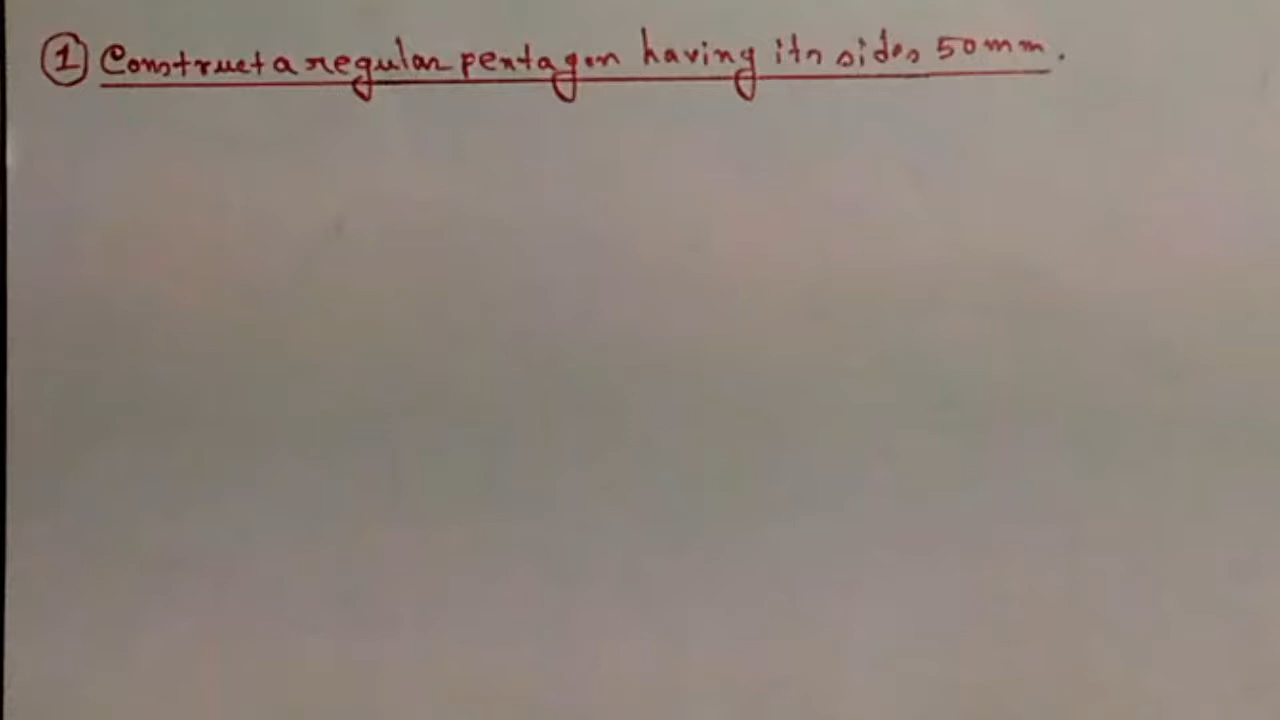 ① Construct a regular pentagon having its sides 50mm.